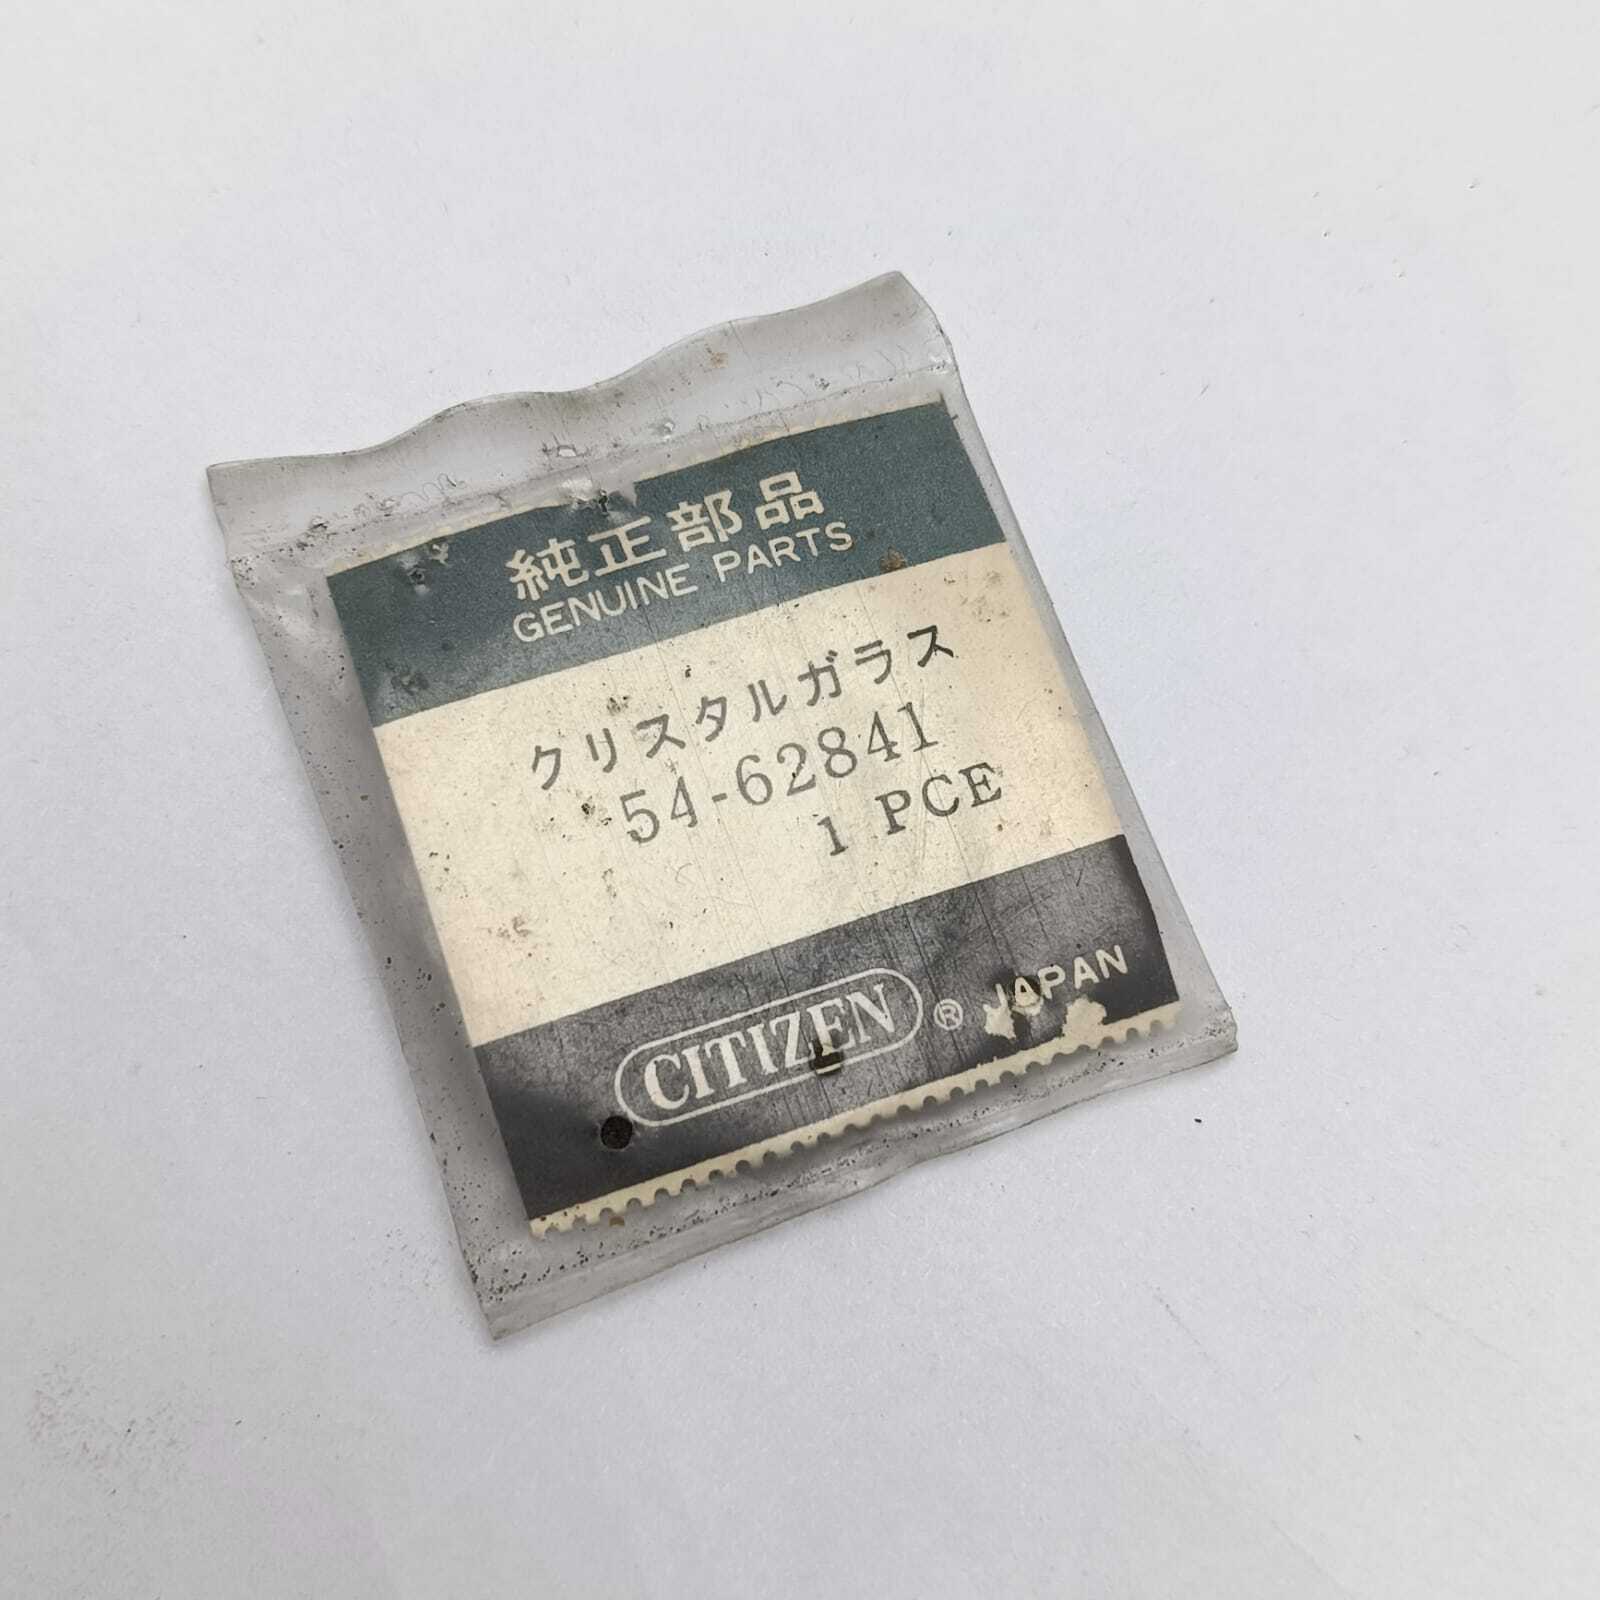 純正部品
GENUINE PARTS
クリスタルガラス
54-62841
1 PCE
CITIZEN ® JAPAN